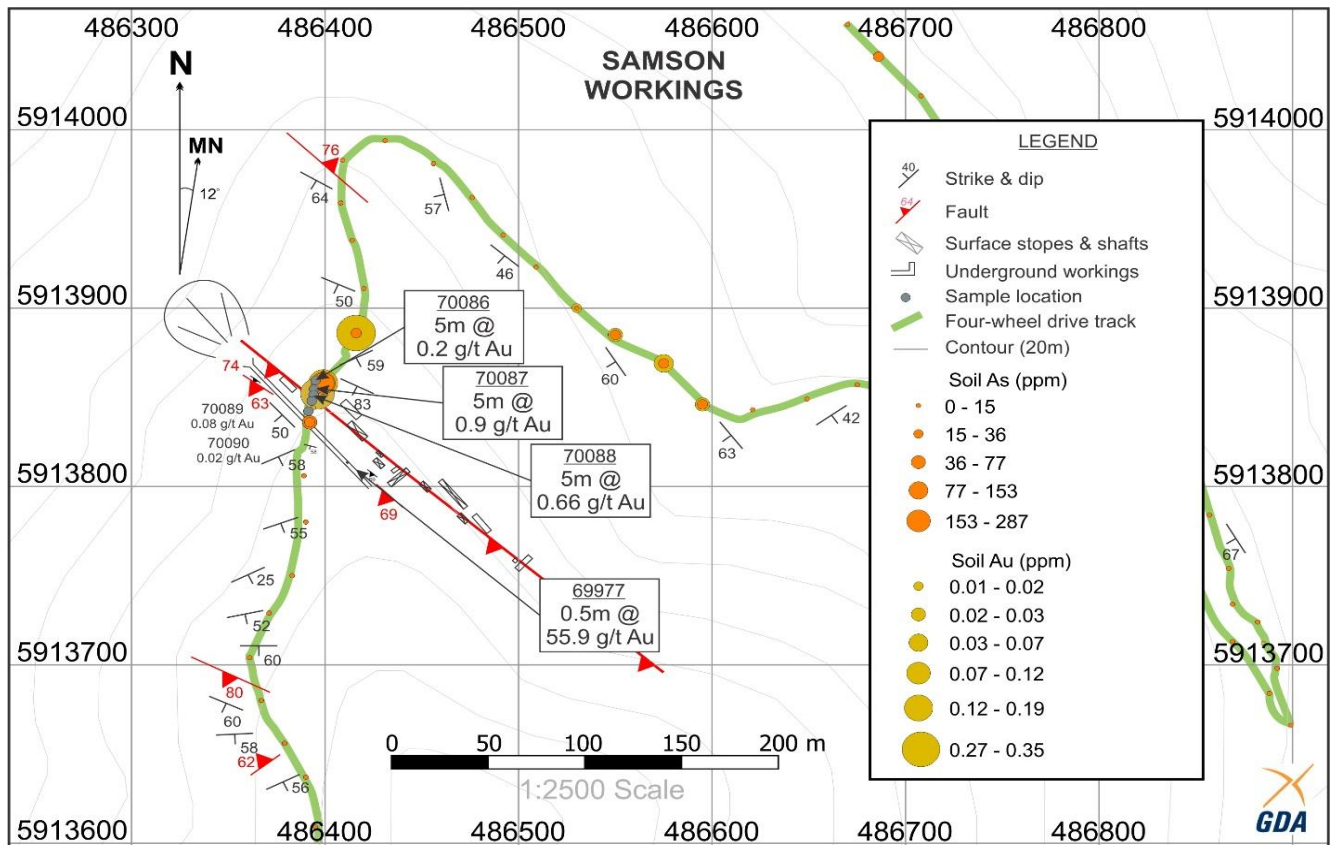 486300
486400
486500
486600
486700
486800
SAMSON
WORKINGS
N
MN
12°
5914000
5914000
5913900
5913900
5913800
5913800
5913700
5913700
5913600
5913600
76
64
57
46
50
59
60
63
42
83
74
63
50
58
69
55
25
52
60
80
60
58
62
56
67
70086
5m @
0.2 g/t Au
70087
5m @
0.9 g/t Au
70088
5m @
0.66 g/t Au
69977
0.5m @
55.9 g/t Au
70089
0.08 g/t Au
70090
0.02 g/t Au
LEGEND
40
Strike & dip
64
Fault
Surface stopes & shafts
Underground workings
Sample location
Four-wheel drive track
Contour (20m)
Soil As (ppm)
0 - 15
15 - 36
36 - 77
77 - 153
153 - 287
Soil Au (ppm)
0.01 - 0.02
0.02 - 0.03
0.03 - 0.07
0.07 - 0.12
0.12 - 0.19
0.27 - 0.35
0 50 100 150 200 m
1:2500 Scale
GDA
486300
486400
486500
486600
486700
486800